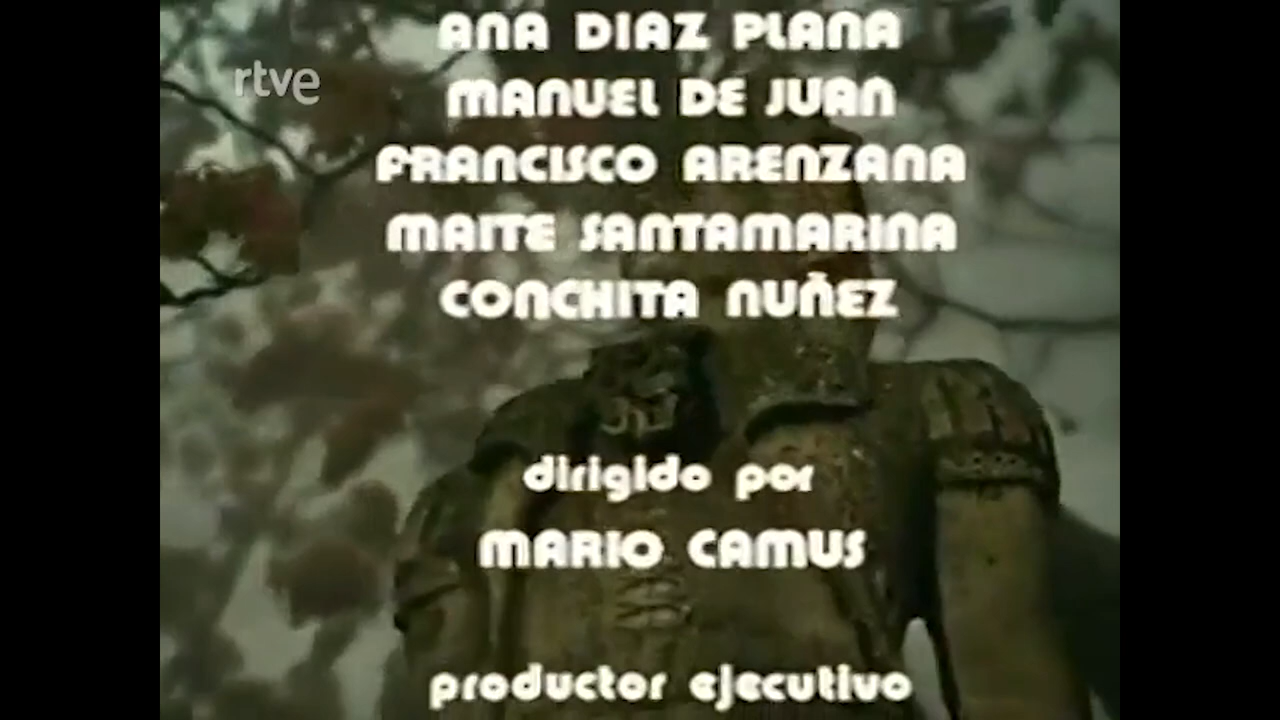 ANA DIAZ PLANA
rtve
MANUEL DE JUAN
FRANCISCO ARENZANA
MAITE SANTAMARINA
CONCHITA NUÑEZ
dirigido por
MARIO CAMUS
productor ejecutivo